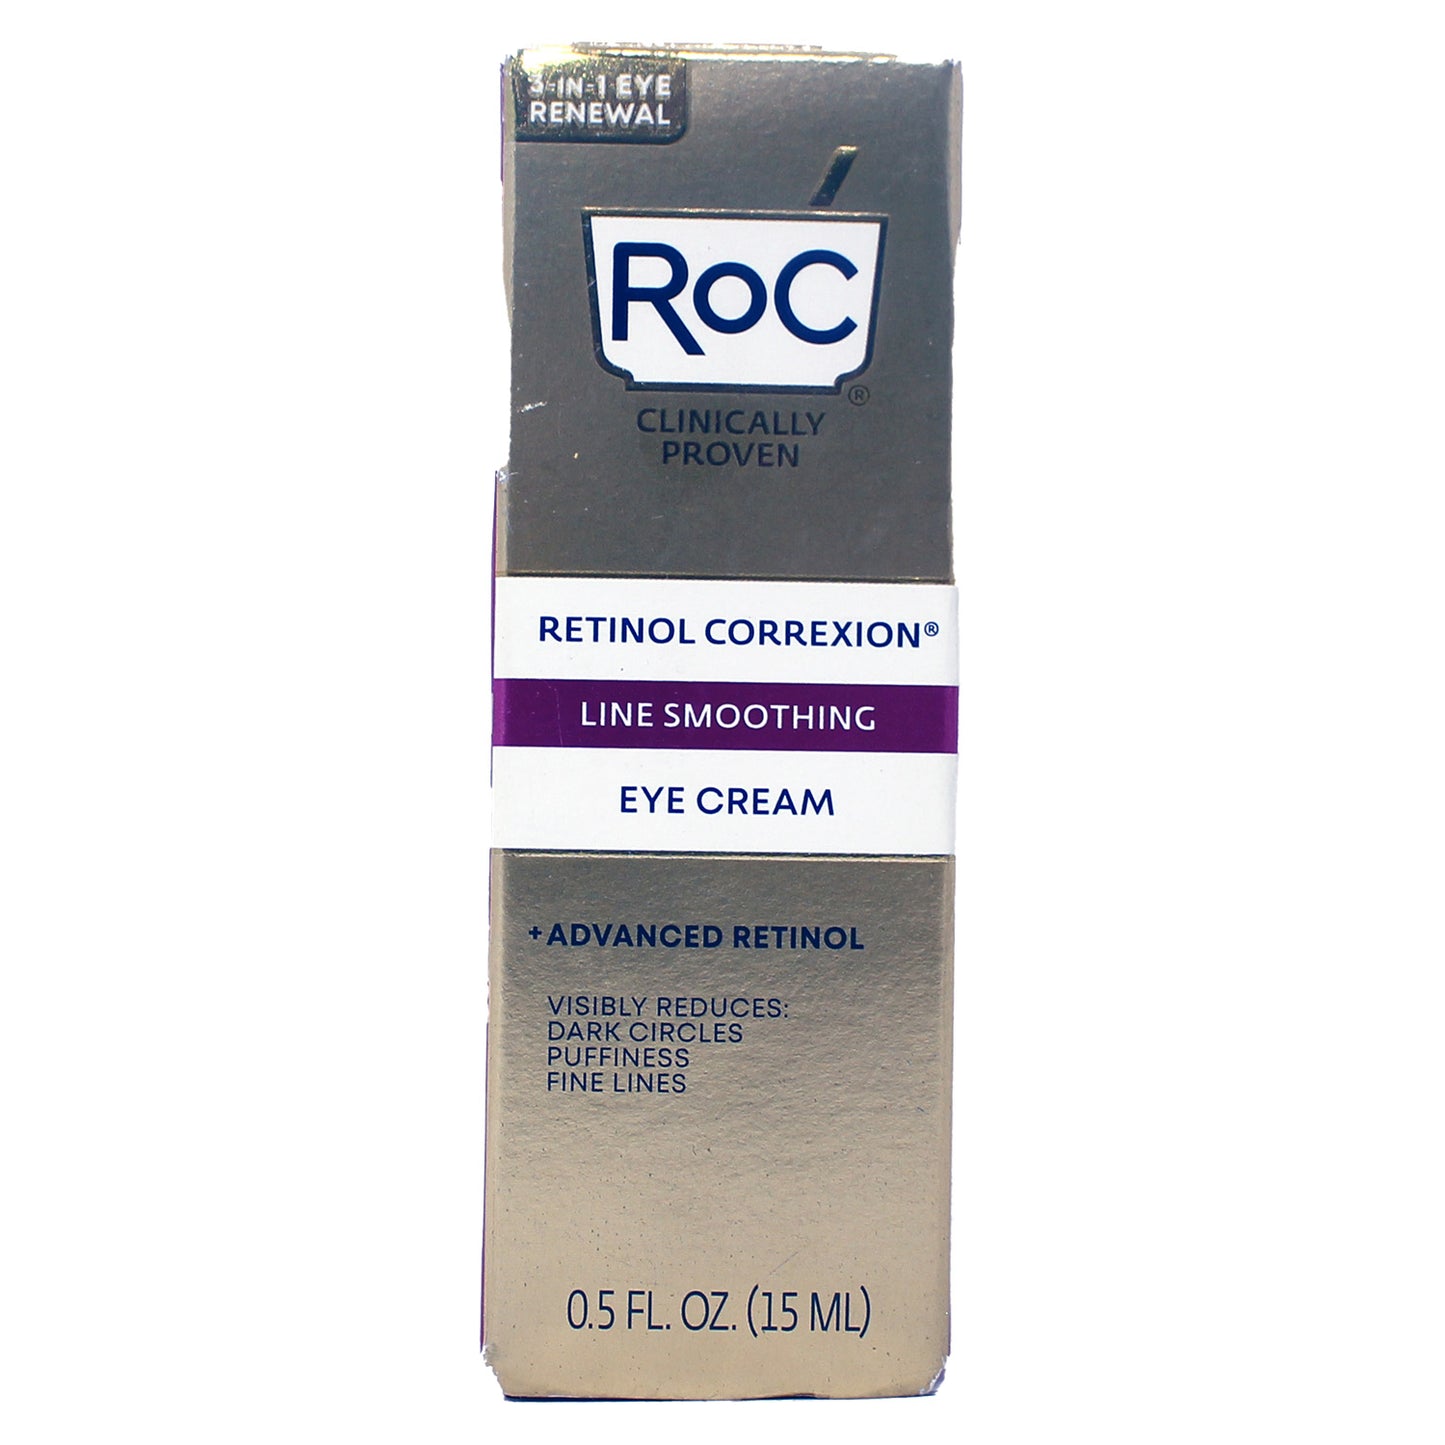 3-IN-1 EYE
RENEWAL
RoC
®
CLINICALLY
PROVEN
RETINOL CORREXION®
LINE SMOOTHING
EYE CREAM
+ADVANCED RETINOL
VISIBLY REDUCES:
DARK CIRCLES
PUFFINESS
FINE LINES
0.5 FL. OZ. (15 ML)